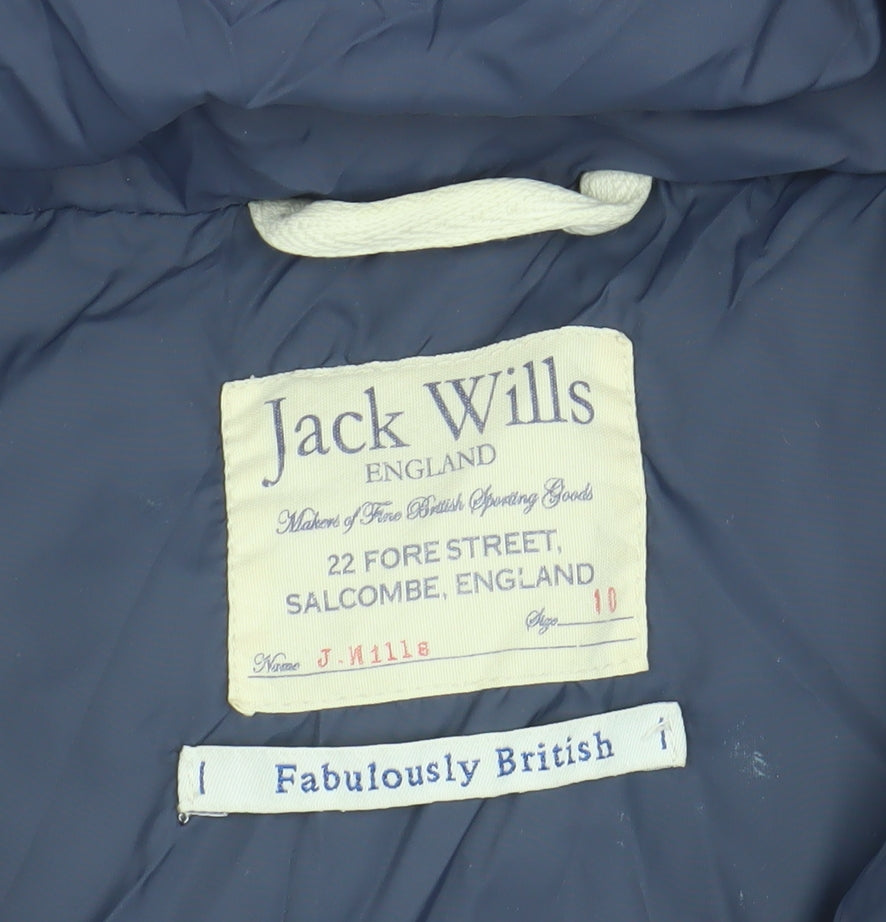 Jack Wills
ENGLAND
Makers of Fine British Sporting Goods
22 FORE STREET,
SALCOMBE, ENGLAND
Size 10
Name J. Wills
Fabulously British